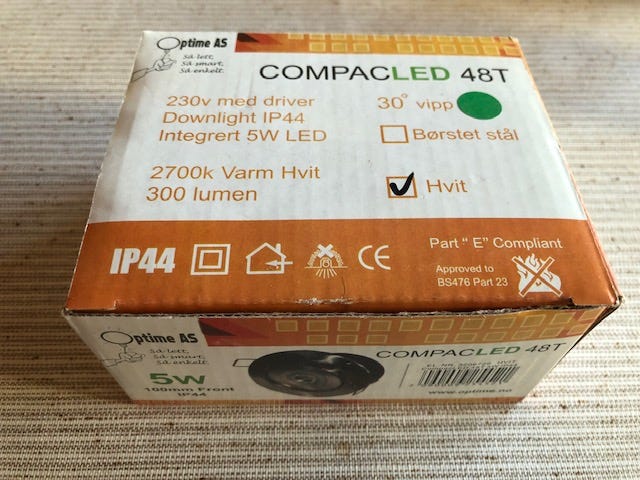 Optime AS
Så lett,
Så smart,
Så enkelt.
COMPACLED 48T
230v med driver
Downlight IP44
Integrert 5W LED
30° vipp
Børstet stål
2700k Varm Hvit
300 lumen
Hvit
IP44
CE
Part " E" Compliant
Approved to
BS476 Part 23
Optime AS
Så lett,
Så smart,
Så enkelt.
COMPACLED 48T
5W
100mm Front
IP44
www.optime.no